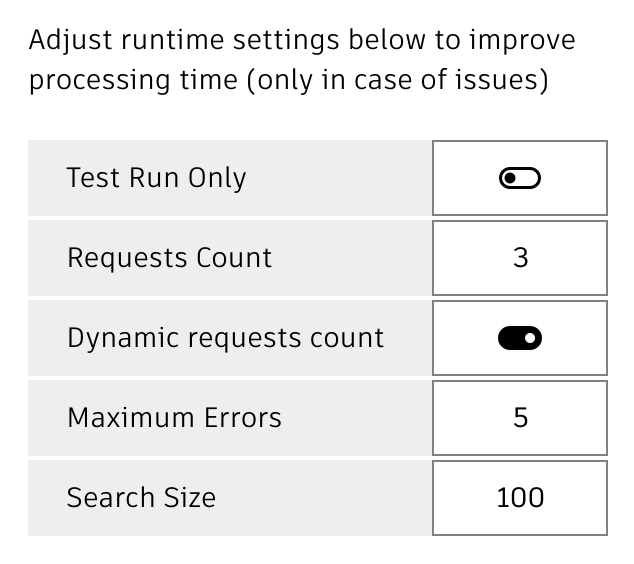 Adjust runtime settings below to improve
processing time (only in case of issues)
Test Run Only
Requests Count 3
Dynamic requests count
Maximum Errors 5
Search Size 100